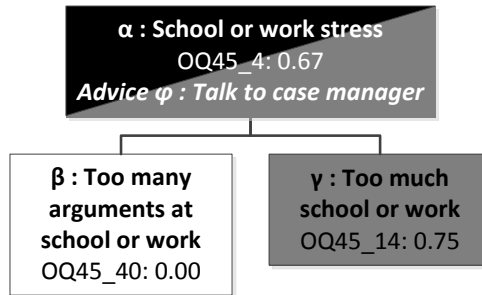 α : School or work stress
OQ45_4: 0.67
Advice φ : Talk to case manager
β : Too many
arguments at
school or work
OQ45_40: 0.00
γ : Too much
school or work
OQ45_14: 0.75